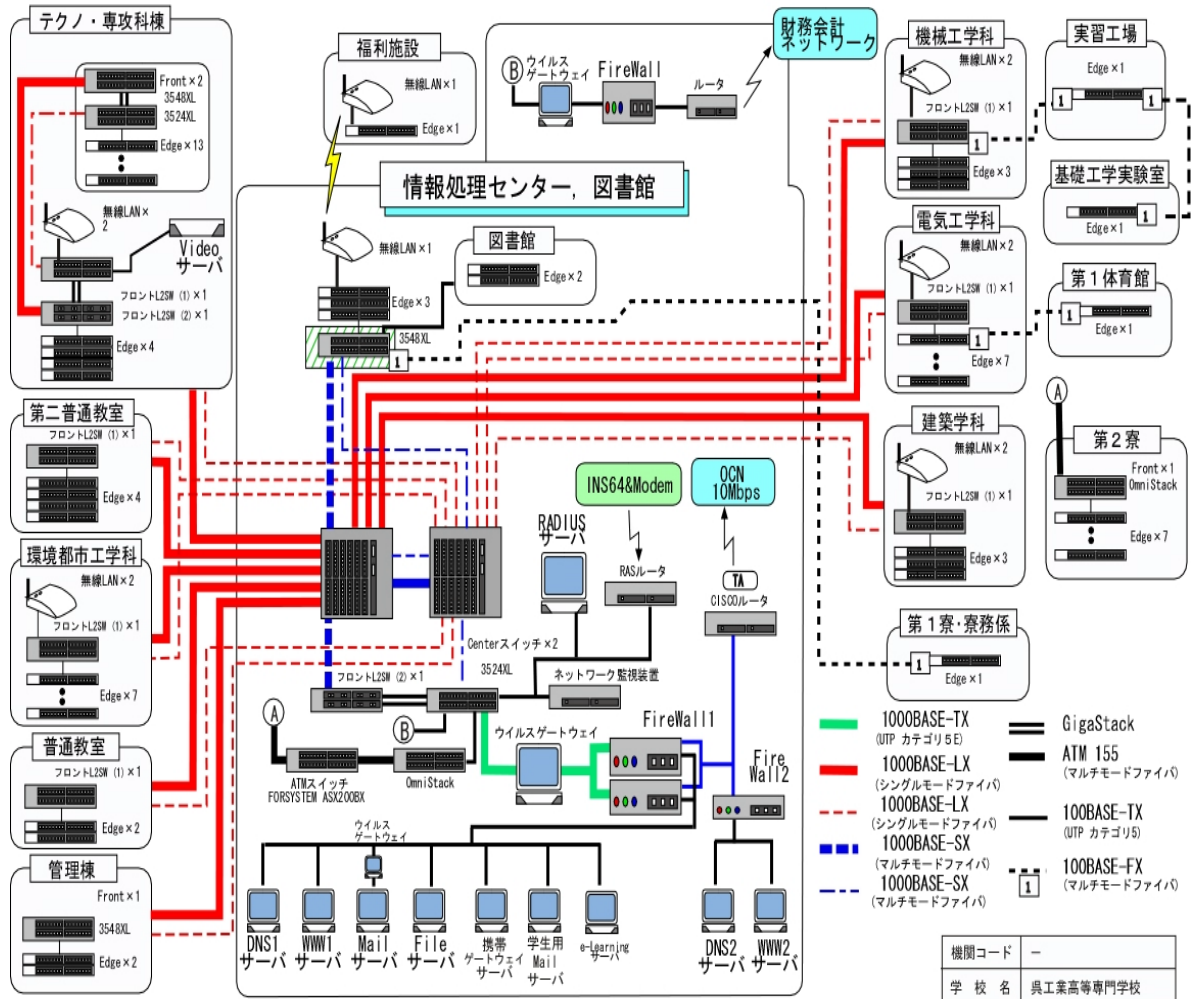 テクノ・専攻科棟
Front×2
3548XL
3524XL
Edge×13
無線LAN×
2
Video
サーバ
フロントL2SW (1)×1
フロントL2SW (2)×1
Edge×4
第二普通教室
フロントL2SW (1)×1
Edge×4
環境都市工学科
無線LAN×2
フロントL2SW (1)×1
Edge×7
普通教室
フロントL2SW (1)×1
Edge×2
管理棟
Front×1
3548XL
Edge×2
福利施設
無線LAN×1
Edge×1
B
ウイルス
ゲートウェイ
FireWall
ルータ
財務会計
ネットワーク
情報処理センター, 図書館
無線LAN×1
Edge×3
3548XL
1
図書館
Edge×2
INS64&Modem
OCN
10Mbps
RADIUS
サーバ
RASルータ
TA
CISCOルータ
Centerスイッチ×2
3524XL
フロントL2SW (2)×1
ネットワーク監視装置
A
B
ATMスイッチ
FORSYSTEM ASX200BX
OmniStack
ウイルスゲートウェイ
FireWall1
Fire
Wall2
ウイルス
ゲートウェイ
DNS1
サーバ
WWW1
サーバ
Mail
サーバ
File
サーバ
携帯
ゲートウェイ
サーバ
学生用
Mail
サーバ
e-Learning
サーバ
DNS2
サーバ
WWW2
サーバ
機械工学科
無線LAN×2
フロントL2SW (1)×1
1
Edge×3
実習工場
Edge×1
1
1
基礎工学実験室
1
Edge×1
電気工学科
無線LAN×2
フロントL2SW (1)×1
1
Edge×7
第1体育館
1
Edge×1
建築学科
無線LAN×2
フロントL2SW (1)×1
Edge×3
A
第2寮
Front×1
OmniStack
Edge×7
第1寮・寮務係
1
Edge×1
1000BASE-TX
(UTP カテゴリ5E)
1000BASE-LX
(シングルモードファイバ)
1000BASE-LX
(シングルモードファイバ)
1000BASE-SX
(マルチモードファイバ)
1000BASE-SX
(マルチモードファイバ)
GigaStack
ATM 155
(マルチモードファイバ)
100BASE-TX
(UTP カテゴリ5)
1
100BASE-FX
(マルチモードファイバ)
機関コード －
学 校 名 呉工業高等専門学校